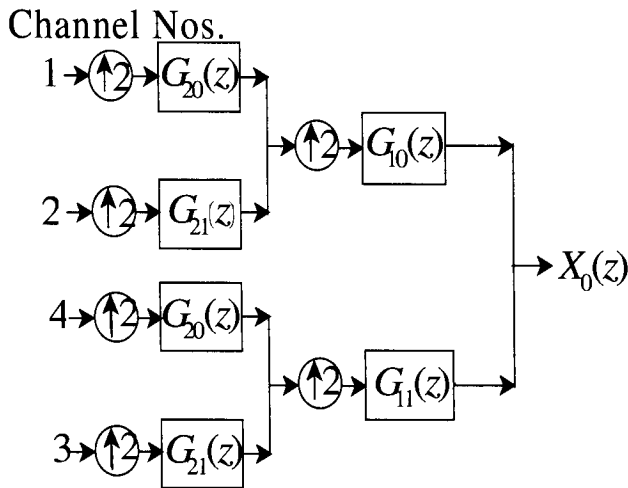 Channel Nos.
1 ↑2 G₂₀(z)
↑2 G₁₀(z)
2 ↑2 G₂₁(z)
X₀(z)
4 ↑2 G₂₀(z)
↑2 G₁₁(z)
3 ↑2 G₂₁(z)